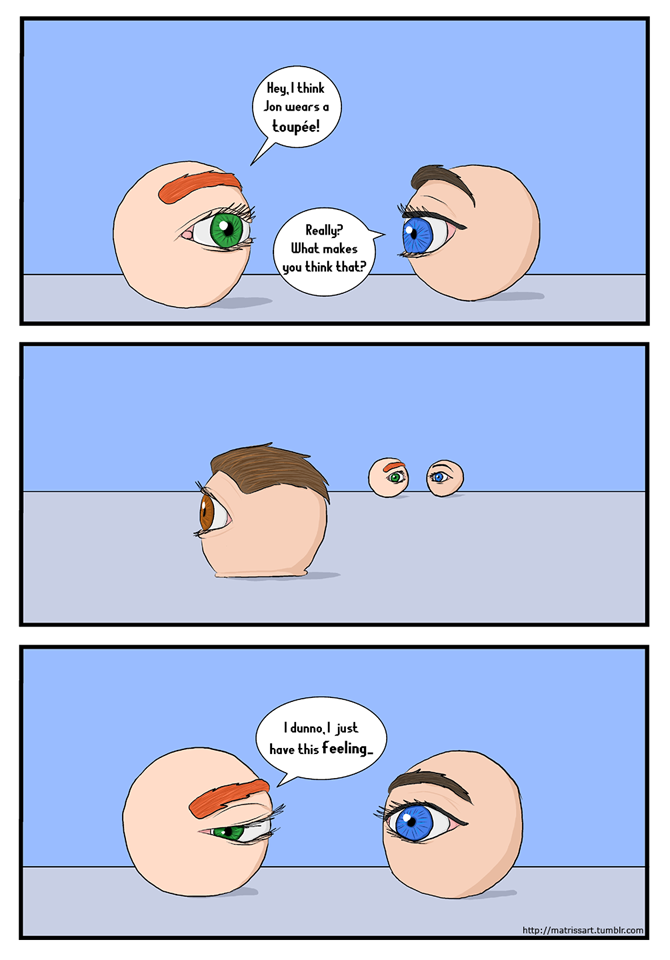 Hey, I think
Jon wears a
toupée!
Really?
What makes
you think that?
I dunno, I just
have this feeling...
http://matrissart.tumblr.com